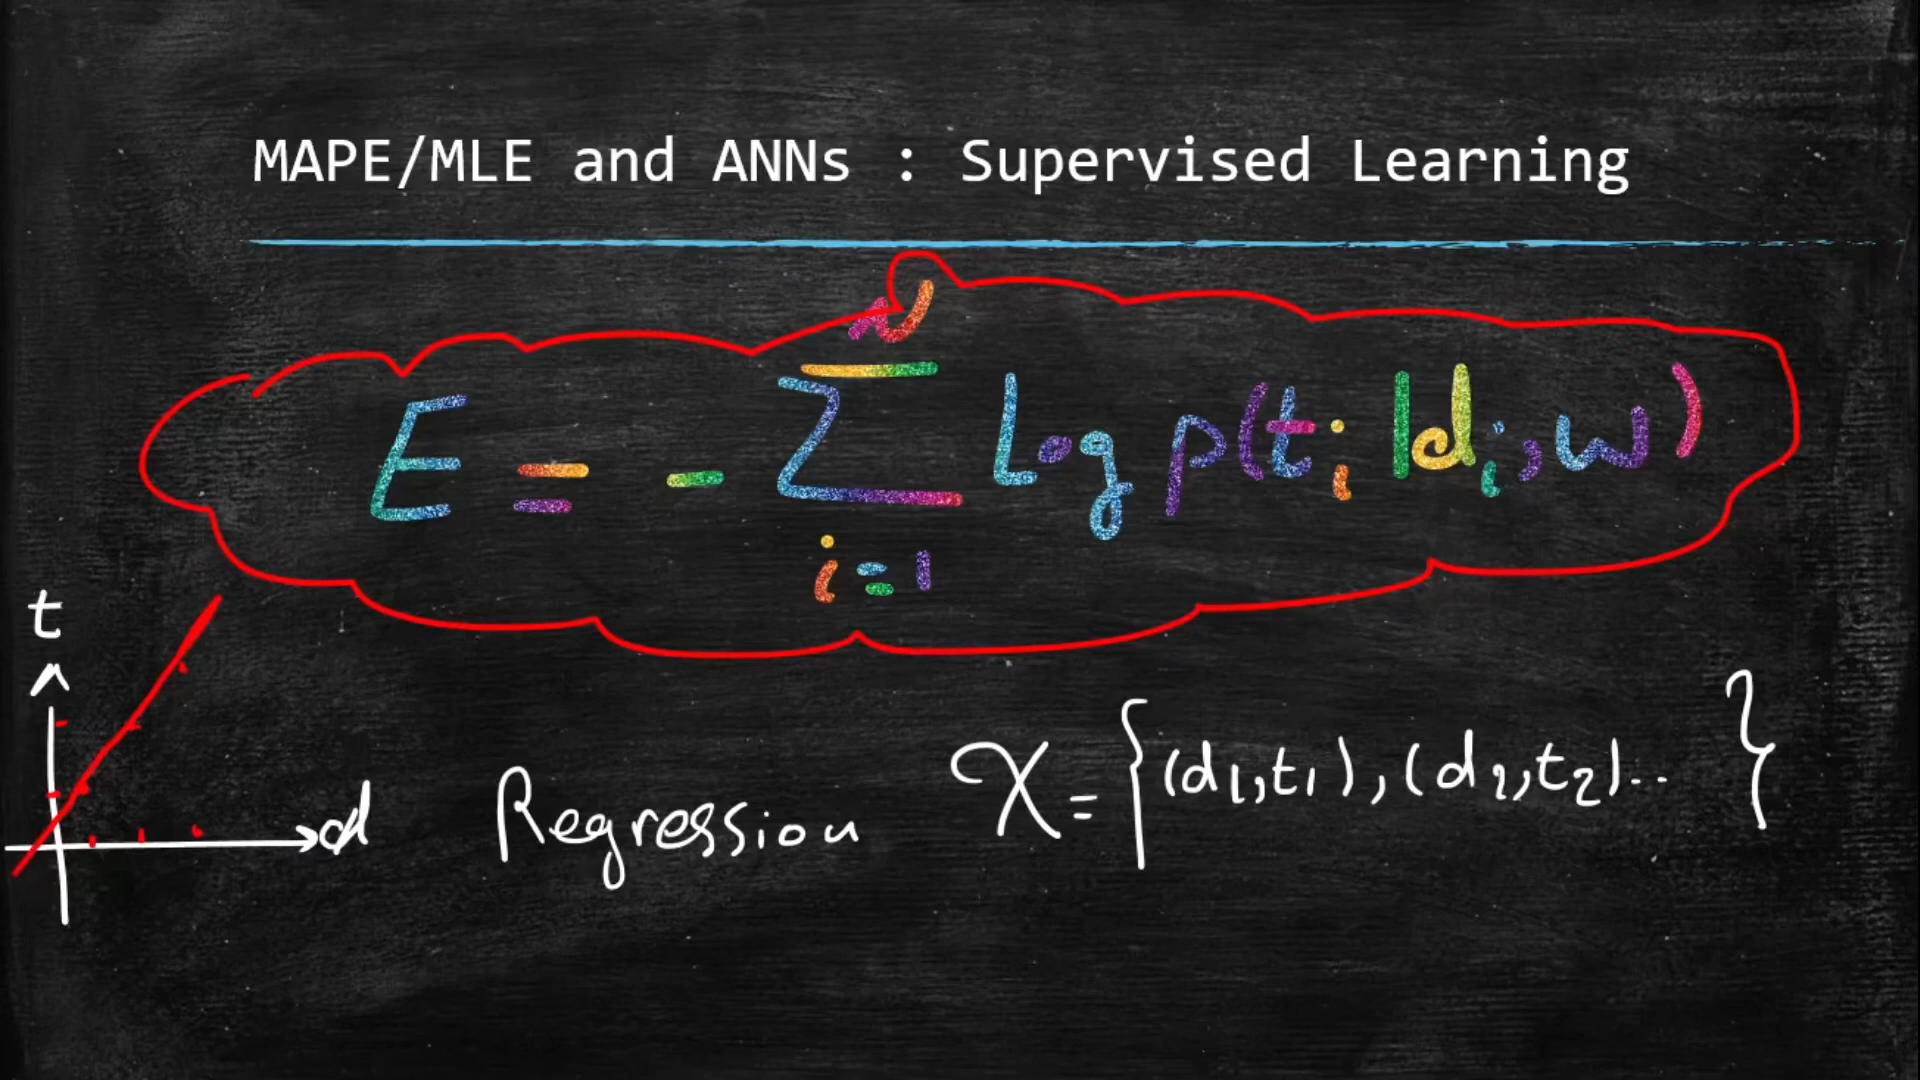 MAPE/MLE and ANNs : Supervised Learning
N
E = - Σ Log p(t_i | d_i ; w)
i = 1
t
d
Regression
X = { (d₁,t₁), (d₂,t₂).. }